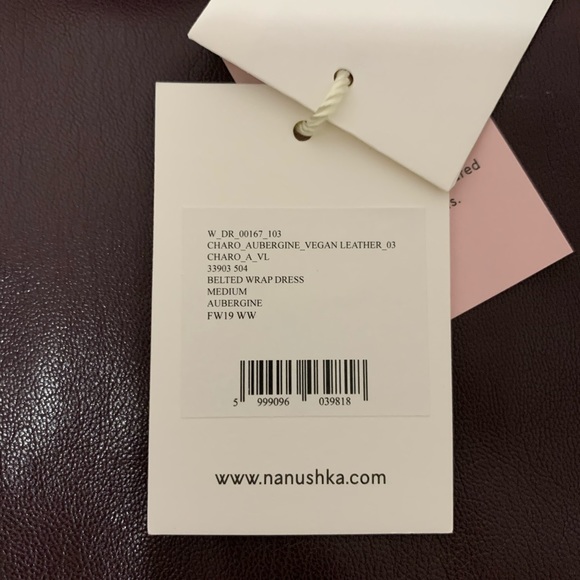 W_DR_00167_103
CHARO_AUBERGINE_VEGAN LEATHER_03
CHARO_A_VL
33903 504
BELTED WRAP DRESS
MEDIUM
AUBERGINE
FW19 WW
5 999096 039818
www.nanushka.com